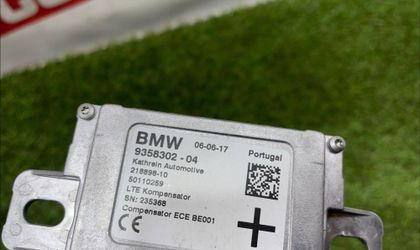 BMW 06-06-17 Portugal
9358302 - 04
Kathrein Automotive
218898-10
50110259
LTE Kompensator
SN: 235368
Compensator ECE BE001
CE